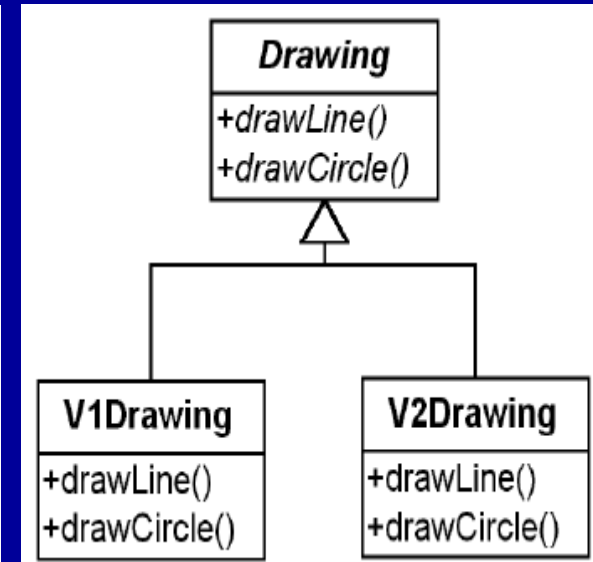 Drawing
+drawLine()
+drawCircle()
V1Drawing
+drawLine()
+drawCircle()
V2Drawing
+drawLine()
+drawCircle()